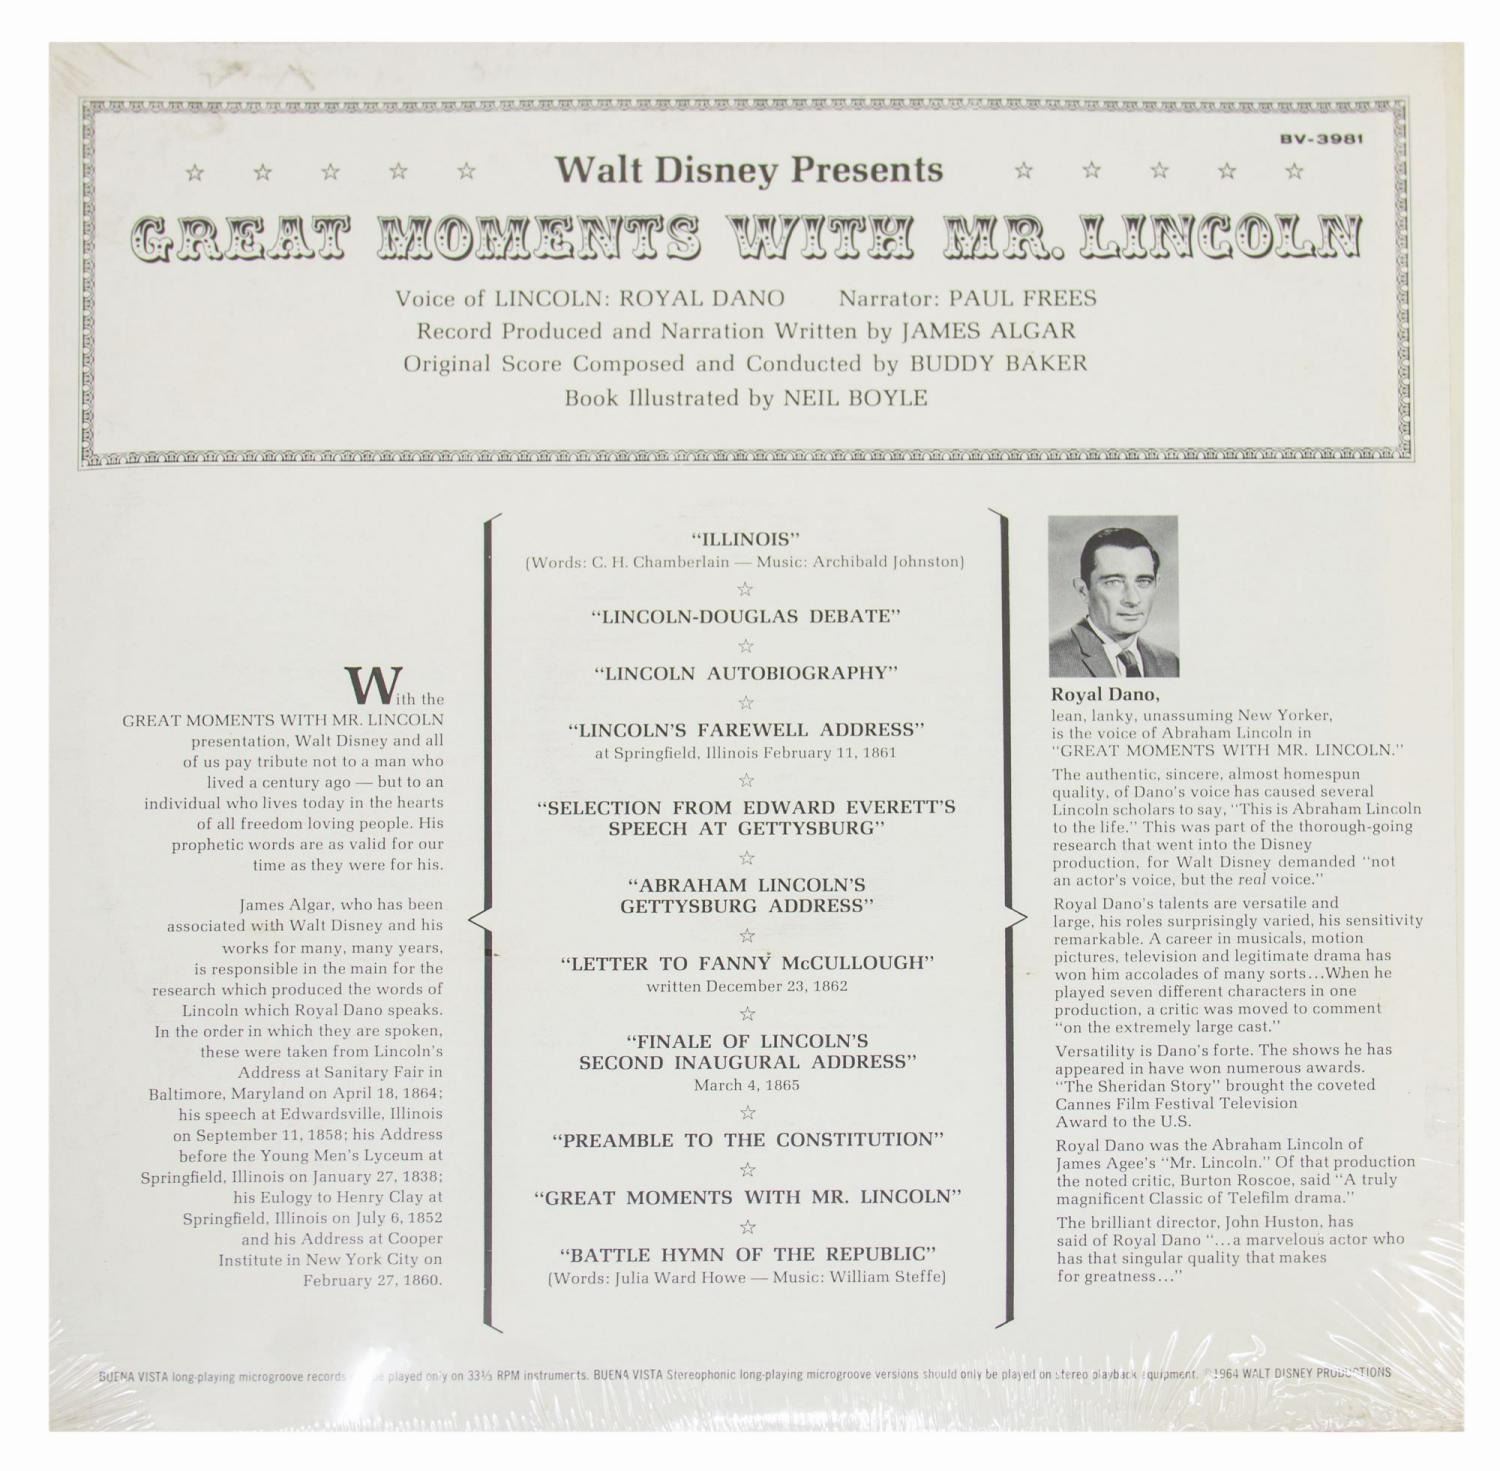 BV-3981
Walt Disney Presents
GREAT MOMENTS WITH MR. LINCOLN
Voice of LINCOLN: ROYAL DANO Narrator: PAUL FREES
Record Produced and Narration Written by JAMES ALGAR
Original Score Composed and Conducted by BUDDY BAKER
Book Illustrated by NEIL BOYLE
With the
GREAT MOMENTS WITH MR. LINCOLN
presentation, Walt Disney and all
of us pay tribute not to a man who
lived a century ago — but to an
individual who lives today in the hearts
of all freedom loving people. His
prophetic words are as valid for our
time as they were for his.
James Algar, who has been
associated with Walt Disney and his
works for many, many years,
is responsible in the main for the
research which produced the words of
Lincoln which Royal Dano speaks.
In the order in which they are spoken,
these were taken from Lincoln's
Address at Sanitary Fair in
Baltimore, Maryland on April 18, 1864;
his speech at Edwardsville, Illinois
on September 11, 1858; his Address
before the Young Men's Lyceum at
Springfield, Illinois on January 27, 1838;
his Eulogy to Henry Clay at
Springfield, Illinois on July 6, 1852
and his Address at Cooper
Institute in New York City on
February 27, 1860.
“ILLINOIS”
(Words: C. H. Chamberlain — Music: Archibald Johnston)
“LINCOLN-DOUGLAS DEBATE”
“LINCOLN AUTOBIOGRAPHY”
“LINCOLN'S FAREWELL ADDRESS”
at Springfield, Illinois February 11, 1861
“SELECTION FROM EDWARD EVERETT'S
SPEECH AT GETTYSBURG”
“ABRAHAM LINCOLN'S
GETTYSBURG ADDRESS”
“LETTER TO FANNY McCULLOUGH”
written December 23, 1862
“FINALE OF LINCOLN'S
SECOND INAUGURAL ADDRESS”
March 4, 1865
“PREAMBLE TO THE CONSTITUTION”
“GREAT MOMENTS WITH MR. LINCOLN”
“BATTLE HYMN OF THE REPUBLIC”
(Words: Julia Ward Howe — Music: William Steffe)
Royal Dano,
lean, lanky, unassuming New Yorker,
is the voice of Abraham Lincoln in
“GREAT MOMENTS WITH MR. LINCOLN.”
The authentic, sincere, almost homespun
quality, of Dano's voice has caused several
Lincoln scholars to say, “This is Abraham Lincoln
to the life.” This was part of the thorough-going
research that went into the Disney
production, for Walt Disney demanded “not
an actor's voice, but the real voice.”
Royal Dano's talents are versatile and
large, his roles surprisingly varied, his sensitivity
remarkable. A career in musicals, motion
pictures, television and legitimate drama has
won him accolades of many sorts...When he
played seven different characters in one
production, a critic was moved to comment
“on the extremely large cast.”
Versatility is Dano's forte. The shows he has
appeared in have won numerous awards.
“The Sheridan Story” brought the coveted
Cannes Film Festival Television
Award to the U.S.
Royal Dano was the Abraham Lincoln of
James Agee's “Mr. Lincoln.” Of that production
the noted critic, Burton Roscoe, said “A truly
magnificent Classic of Telefilm drama.”
The brilliant director, John Huston, has
said of Royal Dano “...a marvelous actor who
has that singular quality that makes
for greatness...”
BUENA VISTA long-playing microgroove records be played only on 33⅓ RPM instruments. BUENA VISTA Stereophonic long-playing microgroove versions should only be played on stereo playback equipment. ©1964 WALT DISNEY PRODUCTIONS